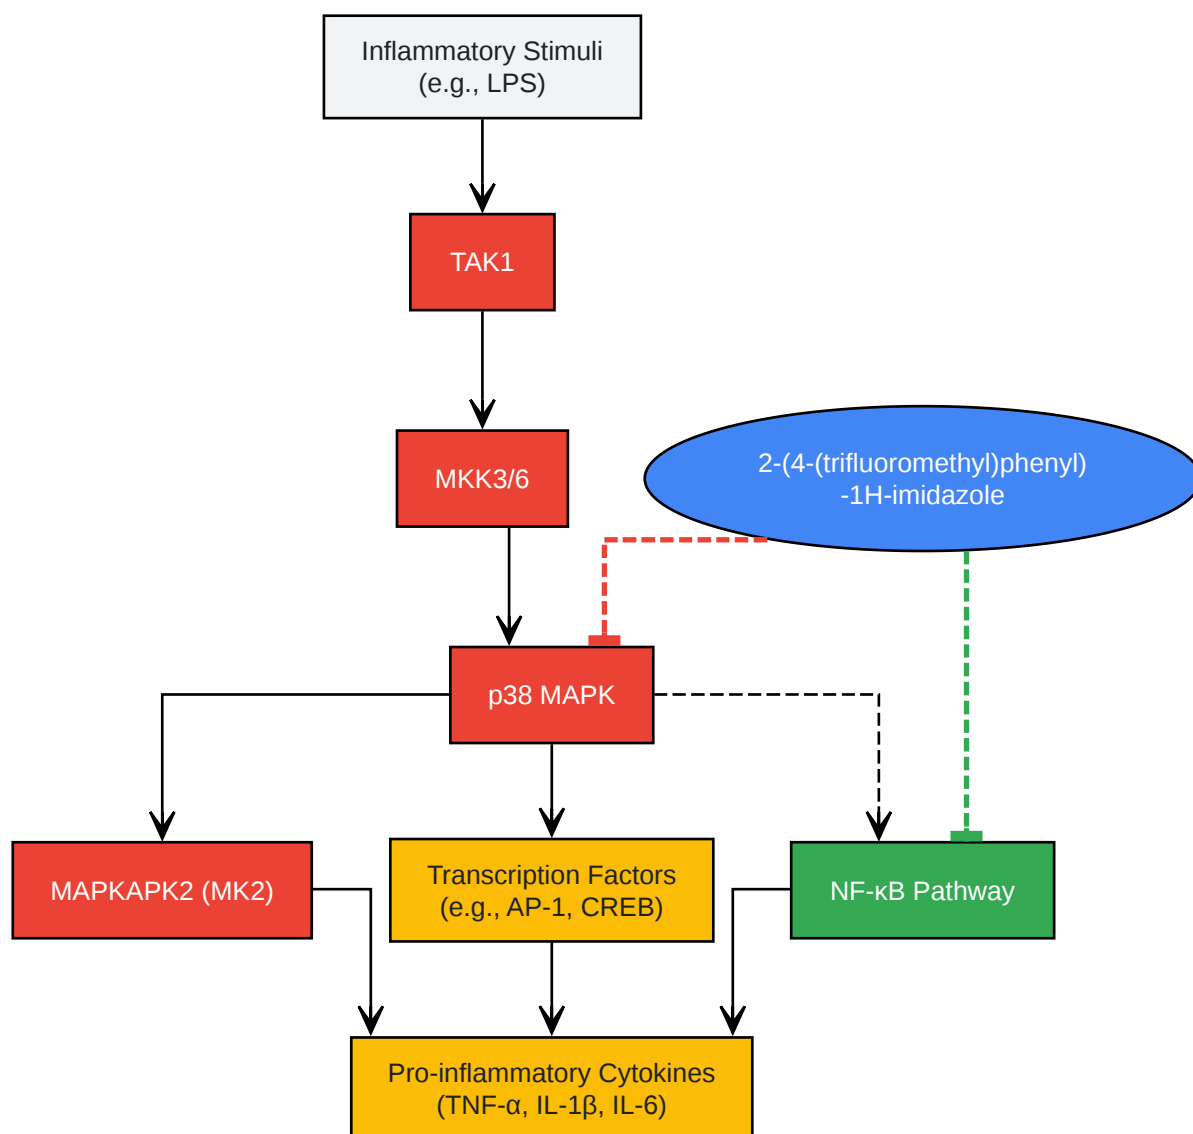 Inflammatory Stimuli
(e.g., LPS)
TAK1
MKK3/6
2-(4-(trifluoromethyl)phenyl)
-1H-imidazole
p38 MAPK
MAPKAPK2 (MK2)
Transcription Factors
(e.g., AP-1, CREB)
NF-κB Pathway
Pro-inflammatory Cytokines
(TNF-α, IL-1β, IL-6)